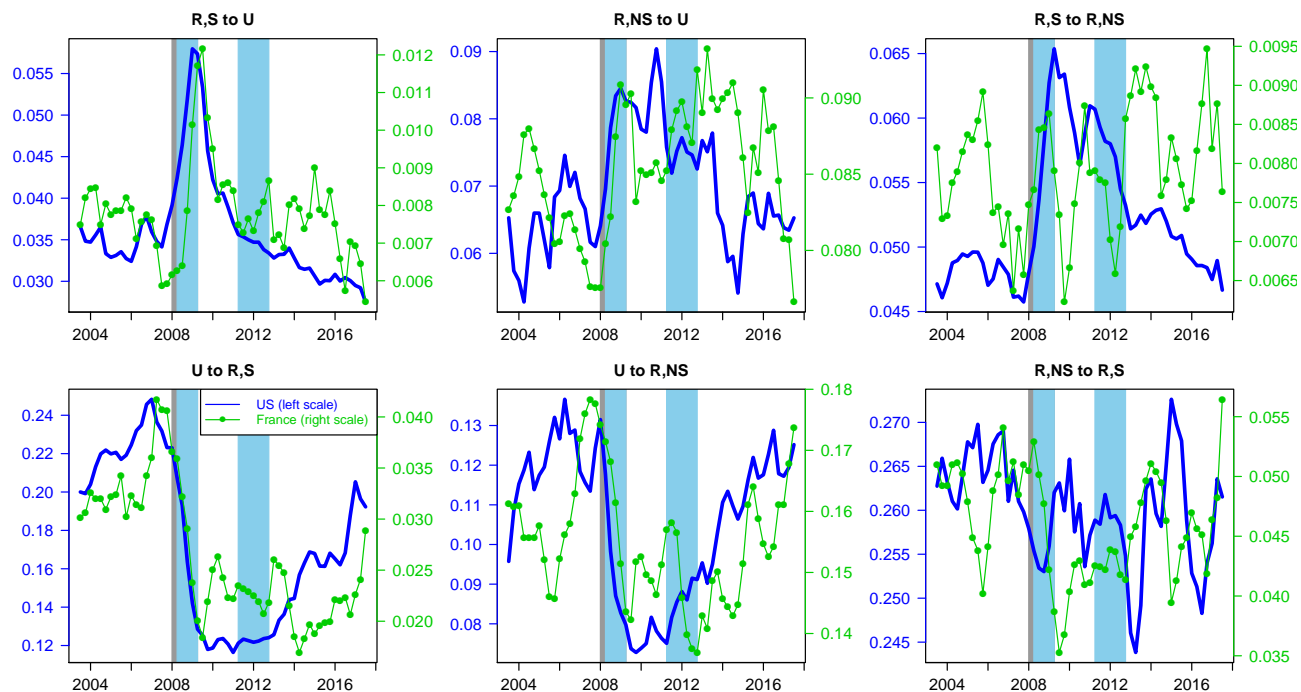 R,S to U
0.030 0.035 0.040 0.045 0.050 0.055
0.006 0.007 0.008 0.009 0.010 0.011 0.012
2004 2008 2012 2016
R,NS to U
0.06 0.07 0.08 0.09
0.080 0.085 0.090
2004 2008 2012 2016
R,S to R,NS
0.045 0.050 0.055 0.060 0.065
0.0065 0.0070 0.0075 0.0080 0.0085 0.0090 0.0095
2004 2008 2012 2016
U to R,S
0.12 0.14 0.16 0.18 0.20 0.22 0.24
US (left scale)
France (right scale)
0.020 0.025 0.030 0.035 0.040
2004 2008 2012 2016
U to R,NS
0.08 0.09 0.10 0.11 0.12 0.13
0.14 0.15 0.16 0.17 0.18
2004 2008 2012 2016
R,NS to R,S
0.245 0.250 0.255 0.260 0.265 0.270
0.035 0.040 0.045 0.050 0.055
2004 2008 2012 2016